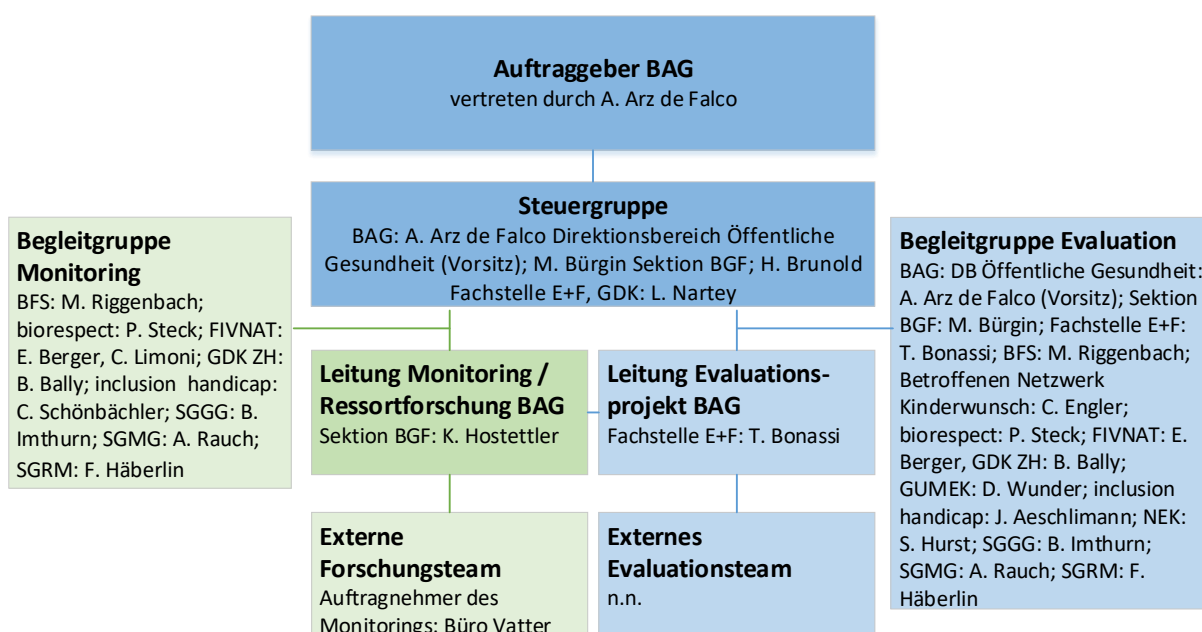 Auftraggeber BAG
vertreten durch A. Arz de Falco
Steuergruppe
BAG: A. Arz de Falco Direktionsbereich Öffentliche
Gesundheit (Vorsitz); M. Bürgin Sektion BGF; H. Brunold
Fachstelle E+F, GDK: L. Nartey
Begleitgruppe
Monitoring
BFS: M. Riggenbach;
biorespect: P. Steck; FIVNAT:
E. Berger, C. Limoni; GDK ZH:
B. Bally; inclusion handicap:
C. Schönbächler; SGGG: B.
Imthurn; SGMG: A. Rauch;
SGRM: F. Häberlin
Leitung Monitoring /
Ressortforschung BAG
Sektion BGF: K. Hostettler
Leitung Evaluations-
projekt BAG
Fachstelle E+F: T. Bonassi
Begleitgruppe Evaluation
BAG: DB Öffentliche Gesundheit:
A. Arz de Falco (Vorsitz); Sektion
BGF: M. Bürgin; Fachstelle E+F:
T. Bonassi; BFS: M. Riggenbach;
Betroffenen Netzwerk
Kinderwunsch: C. Engler;
biorespect: P. Steck; FIVNAT: E.
Berger, GDK ZH: B. Bally;
GUMEK: D. Wunder; inclusion
handicap: J. Aeschlimann; NEK:
S. Hurst; SGGG: B. Imthurn;
SGMG: A. Rauch; SGRM: F.
Häberlin
Externe
Forschungsteam
Auftragnehmer des
Monitorings: Büro Vatter
Externes
Evaluationsteam
n.n.